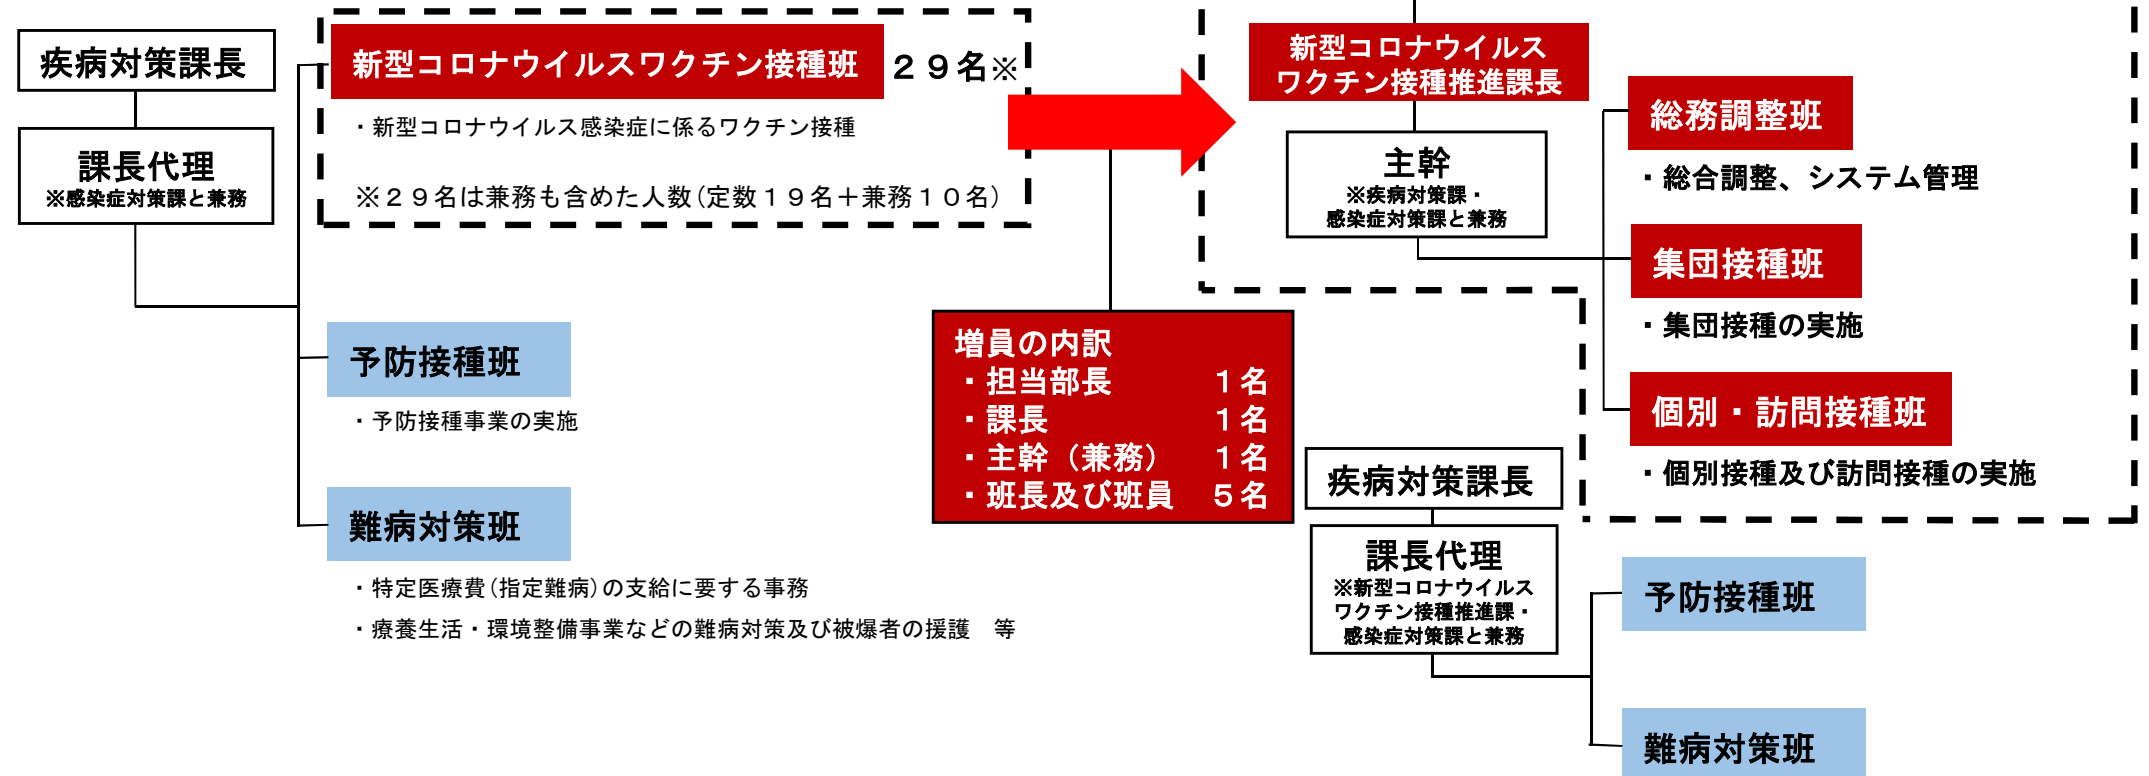 疾病対策課長
課長代理
※感染症対策課と兼務
新型コロナウイルスワクチン接種班
２９名※
・新型コロナウイルス感染症に係るワクチン接種
※２９名は兼務も含めた人数(定数１９名＋兼務１０名)
予防接種班
・予防接種事業の実施
難病対策班
・特定医療費(指定難病)の支給に要する事務
・療養生活・環境整備事業などの難病対策及び被爆者の援護　等
増員の内訳
・担当部長　１名
・課長　１名
・主幹（兼務）　１名
・班長及び班員　５名
新型コロナウイルス
ワクチン接種推進課長
主幹
※疾病対策課・
感染症対策課と兼務
総務調整班
・総合調整、システム管理
集団接種班
・集団接種の実施
個別・訪問接種班
・個別接種及び訪問接種の実施
疾病対策課長
課長代理
※新型コロナウイルス
ワクチン接種推進課・
感染症対策課と兼務
予防接種班
難病対策班